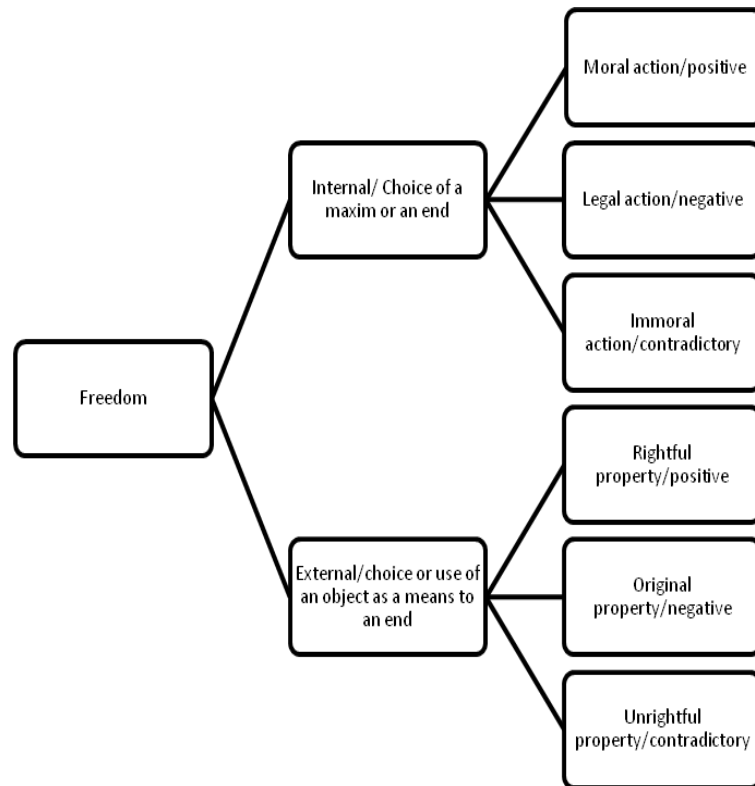 Freedom
Internal/ Choice of a
maxim or an end
Moral action/positive
Legal action/negative
Immoral
action/contradictory
External/choice or use of
an object as a means to
an end
Rightful
property/positive
Original
property/negative
Unrightful
property/contradictory